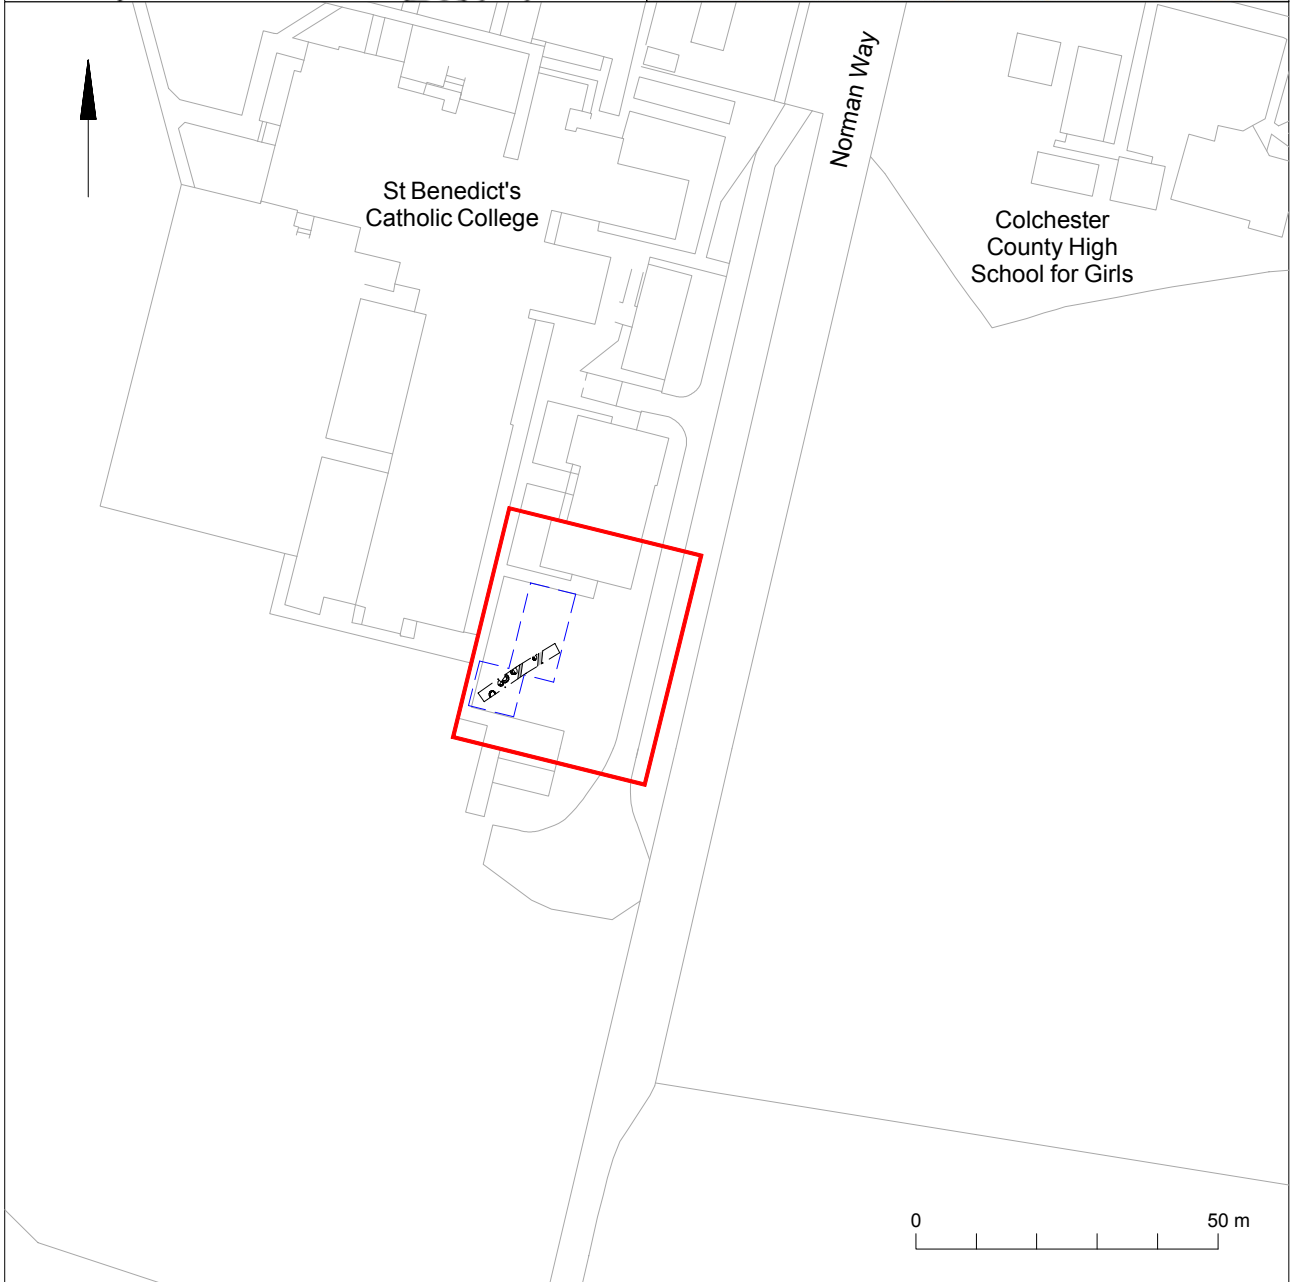 Norman Way
St Benedict's
Catholic College
Colchester
County High
School for Girls
0 50 m